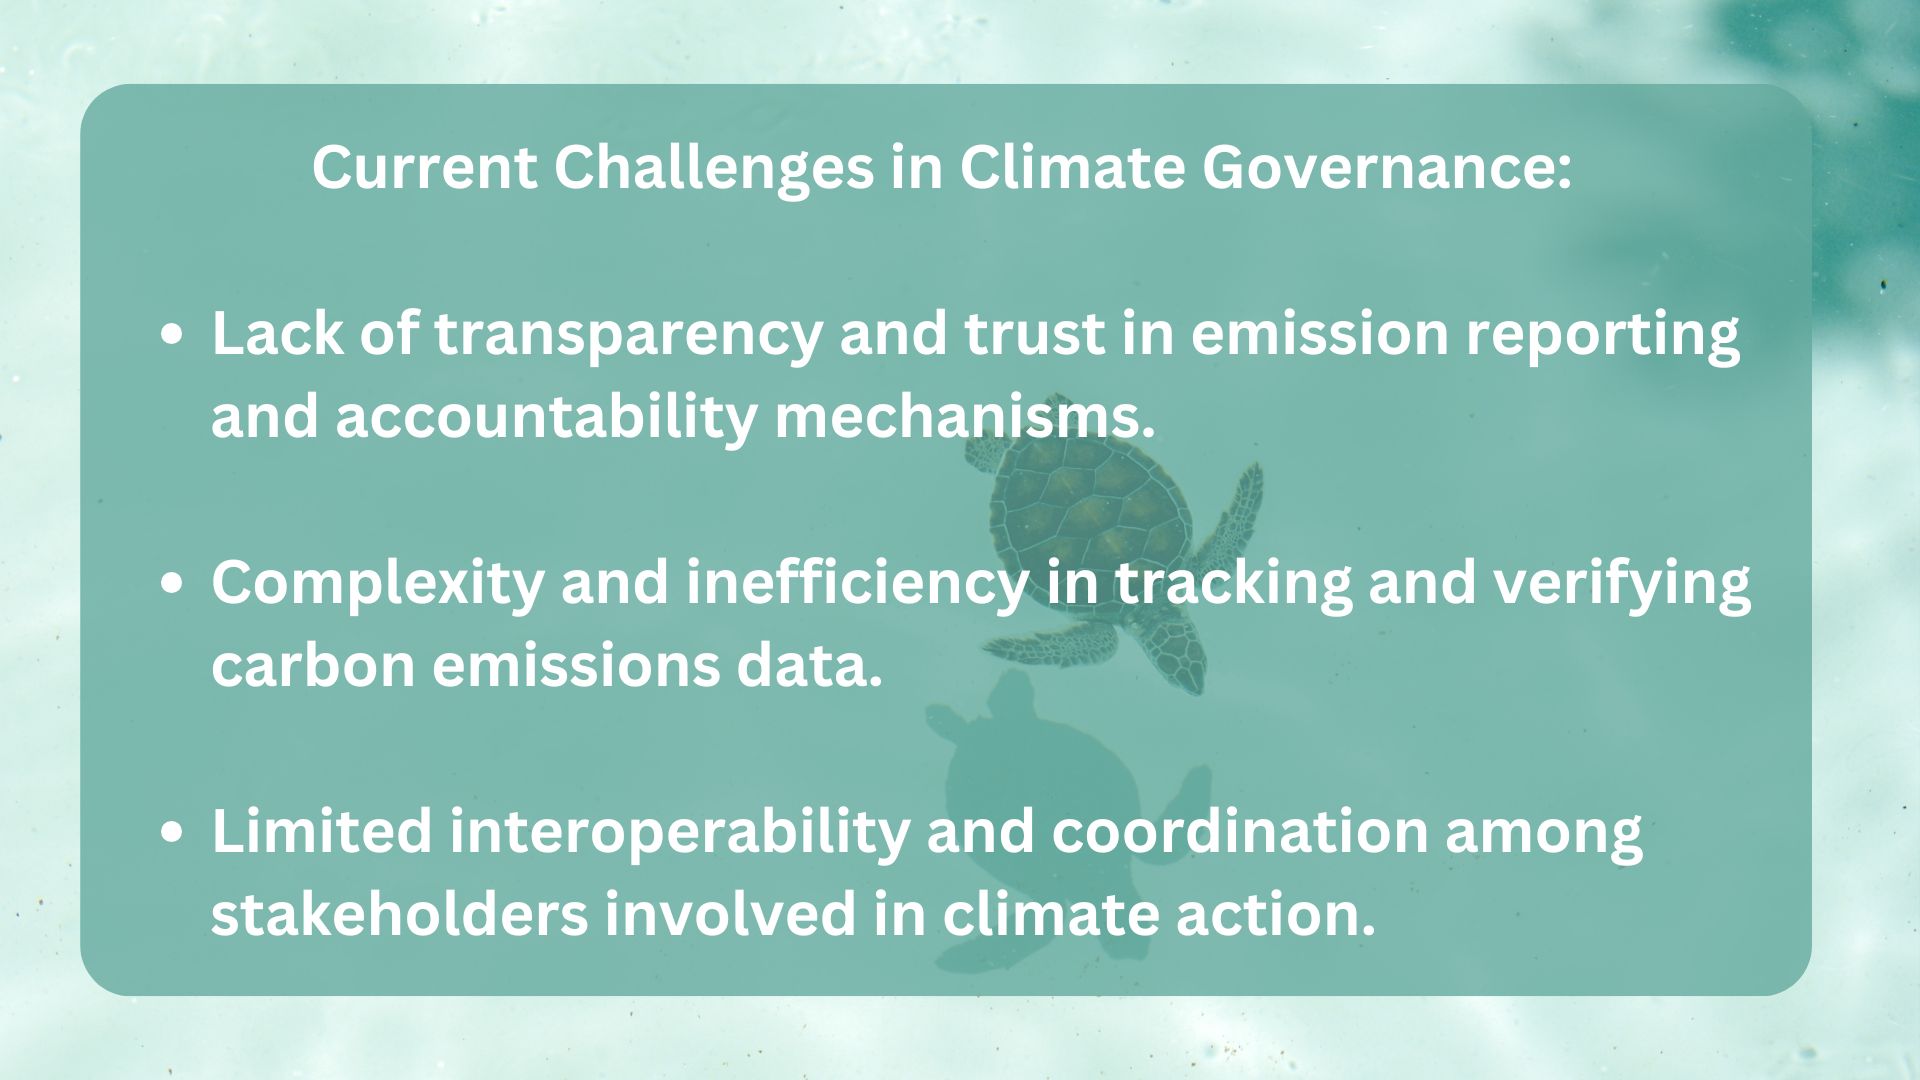 Current Challenges in Climate Governance:
• Lack of transparency and trust in emission reporting
and accountability mechanisms.
• Complexity and inefficiency in tracking and verifying
carbon emissions data.
• Limited interoperability and coordination among
stakeholders involved in climate action.